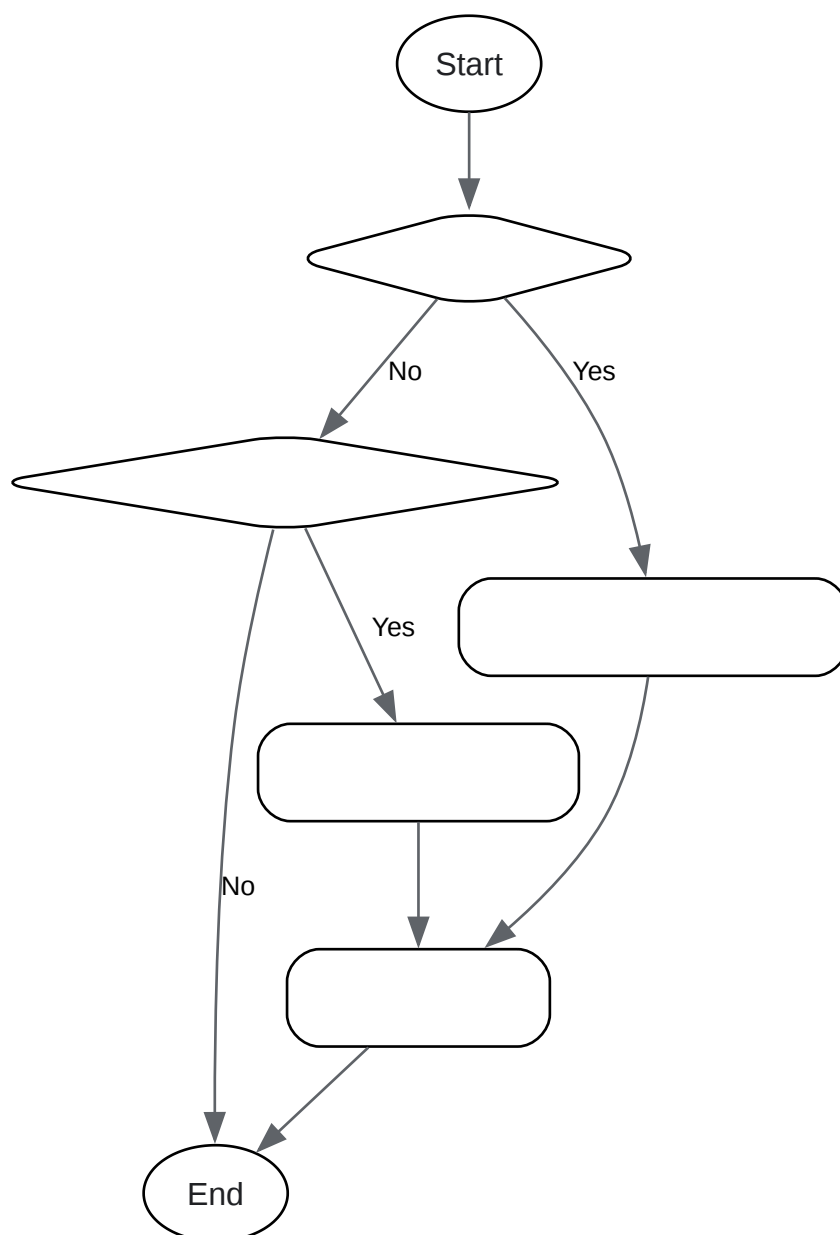 Start
No
Yes
Yes
No
End